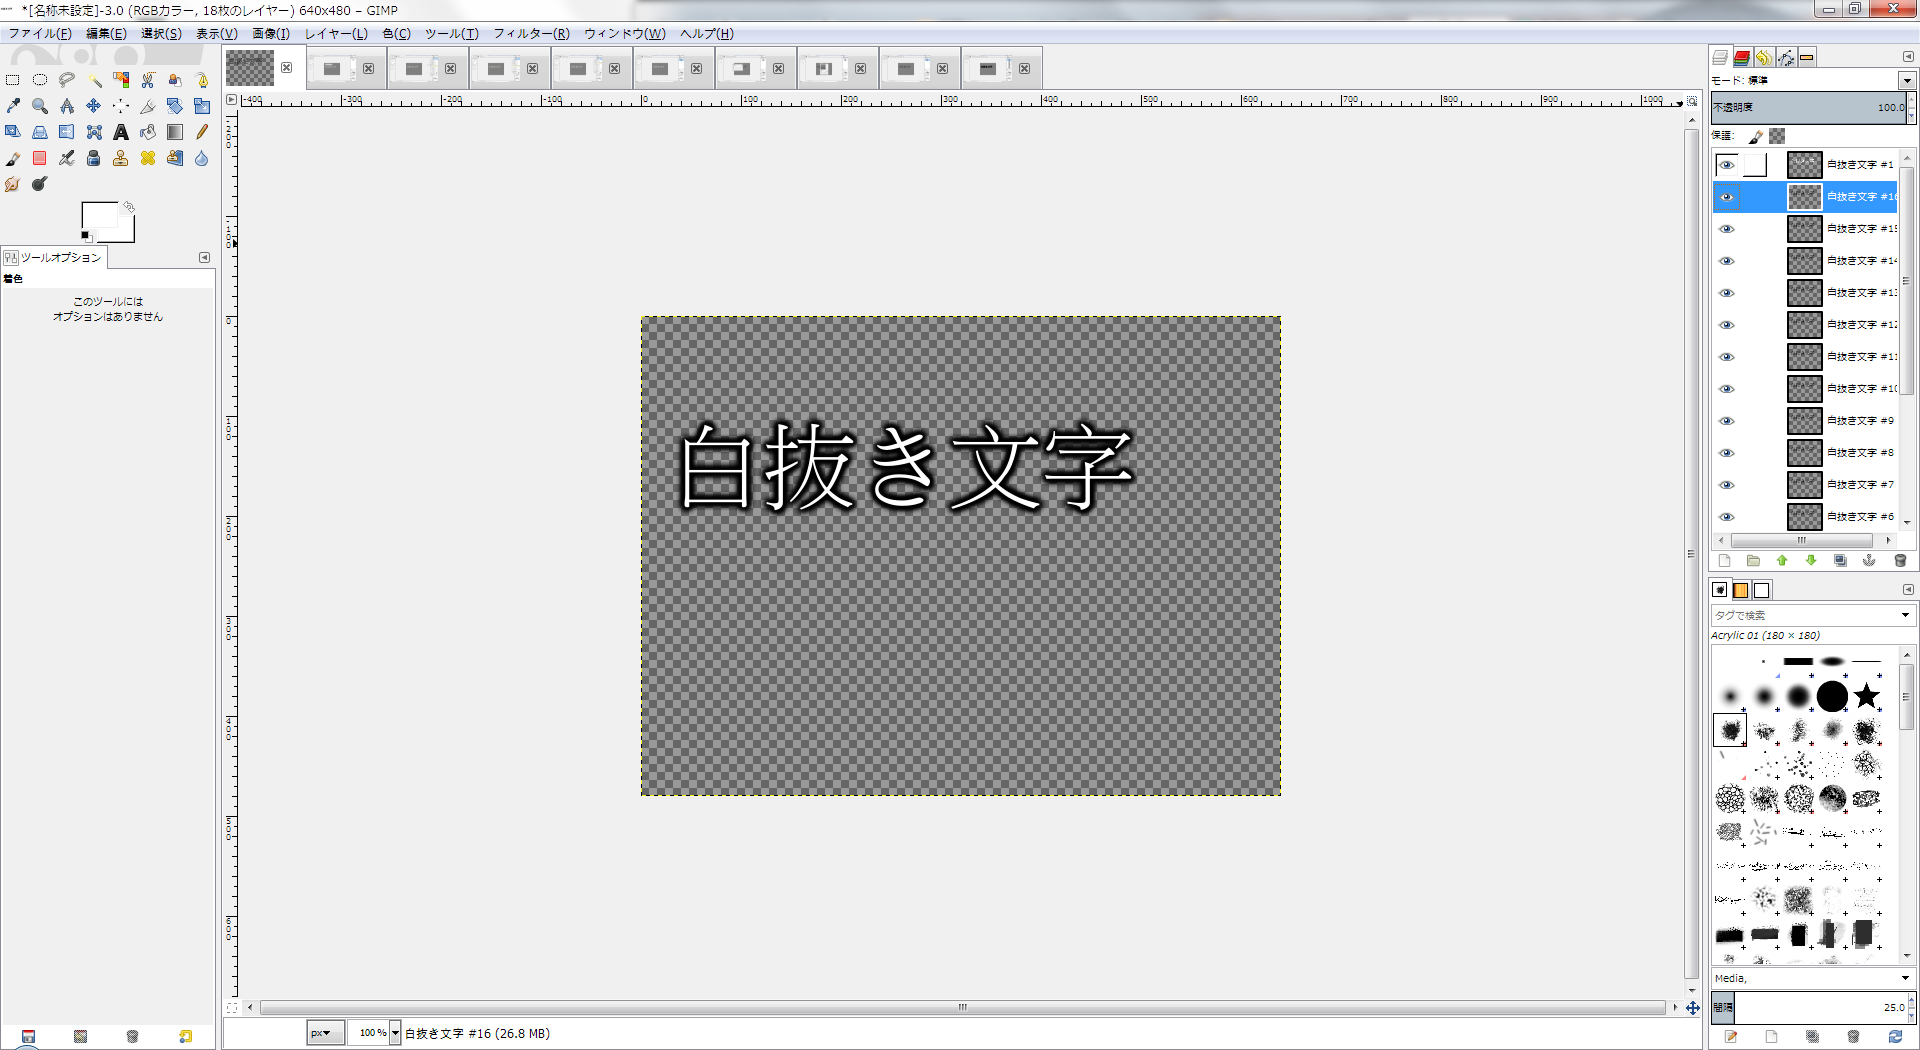 *[名称未設定]-3.0 (RGBカラー, 18枚のレイヤー) 640x480 – GIMP
ファイル(F) 編集(E) 選択(S) 表示(V) 画像(I) レイヤー(L) 色(C) ツール(T) フィルター(R) ウィンドウ(W) ヘルプ(H)
ツールオプション
着色
このツールには
オプションはありません
-400 -300 -200 -100 0 100 200 300 400 500 600 700 800 900 1000
白抜き文字
px 100 % 白抜き文字 #16 (26.8 MB)
モード: 標準
不透明度 100.0
保護:
白抜き文字 #1
白抜き文字 #16
白抜き文字 #15
白抜き文字 #14
白抜き文字 #13
白抜き文字 #12
白抜き文字 #11
白抜き文字 #10
白抜き文字 #9
白抜き文字 #8
白抜き文字 #7
白抜き文字 #6
タグで検索
Acrylic 01 (180 × 180)
Media,
間隔 25.0